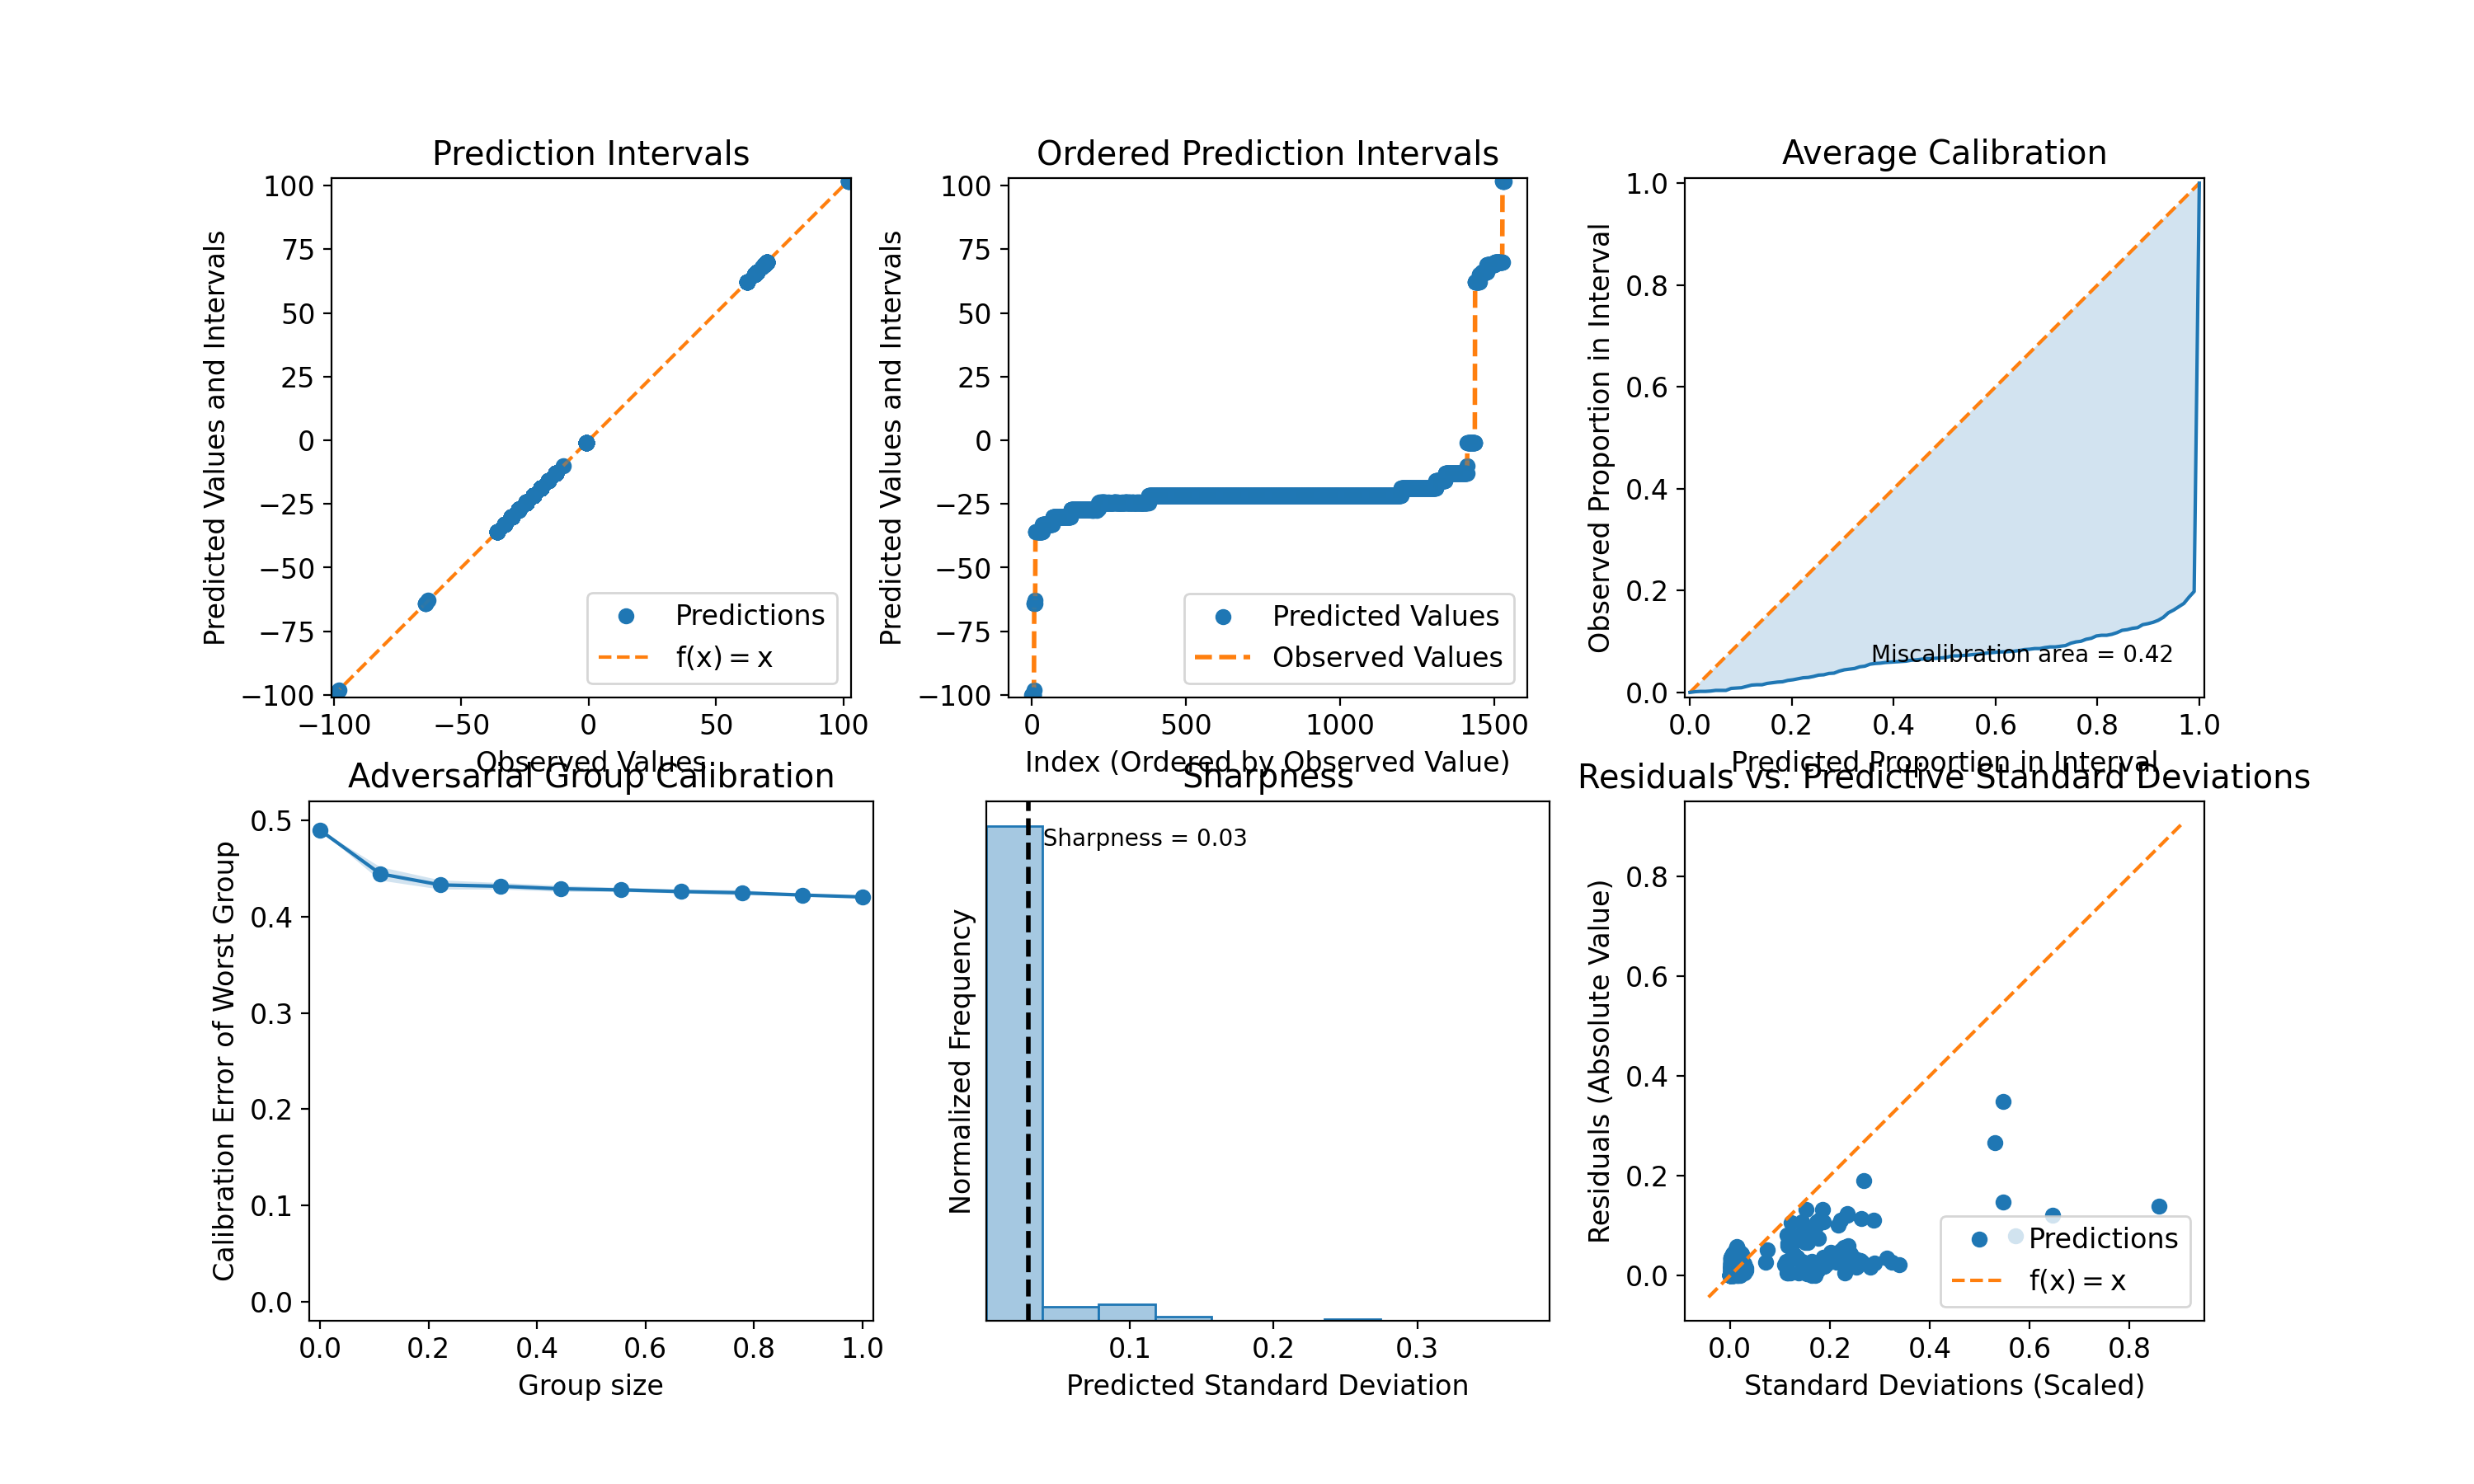 Prediction Intervals
100
75
50
25
0
−25
−50
−75
−100
Predicted Values and Intervals
Predictions
f(x) = x
−100 −50 0 50 100
Observed Values
Ordered Prediction Intervals
100
75
50
25
0
−25
−50
−75
−100
Predicted Values and Intervals
Predicted Values
Observed Values
0 500 1000 1500
Index (Ordered by Observed Value)
Average Calibration
1.0
0.8
0.6
0.4
0.2
0.0
Observed Proportion in Interval
Miscalibration area = 0.42
0.0 0.2 0.4 0.6 0.8 1.0
Predicted Proportion in Interval
Adversarial Group Calibration
0.5
0.4
0.3
0.2
0.1
0.0
Calibration Error of Worst Group
0.0 0.2 0.4 0.6 0.8 1.0
Group size
Sharpness
Sharpness = 0.03
Normalized Frequency
0.1 0.2 0.3
Predicted Standard Deviation
Residuals vs. Predictive Standard Deviations
0.8
0.6
0.4
0.2
0.0
Residuals (Absolute Value)
Predictions
f(x) = x
0.0 0.2 0.4 0.6 0.8
Standard Deviations (Scaled)